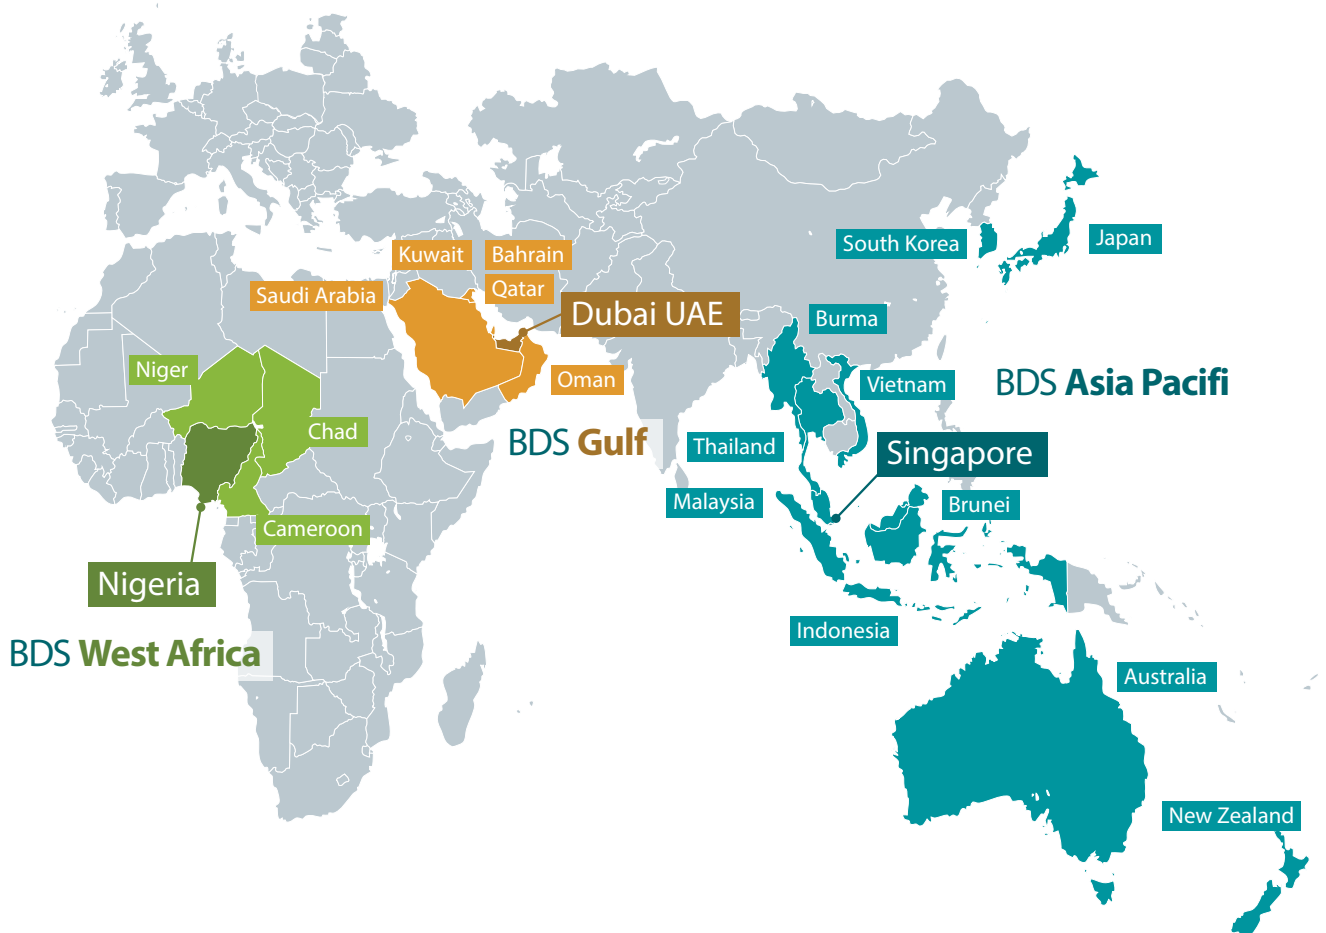 South Korea
Japan
Kuwait
Bahrain
Saudi Arabia
Qatar
Dubai UAE
Burma
Niger
Oman
Vietnam
BDS Asia Pacifi
Chad
BDS Gulf
Thailand
Singapore
Malaysia
Brunei
Cameroon
Nigeria
Indonesia
BDS West Africa
Australia
New Zealand